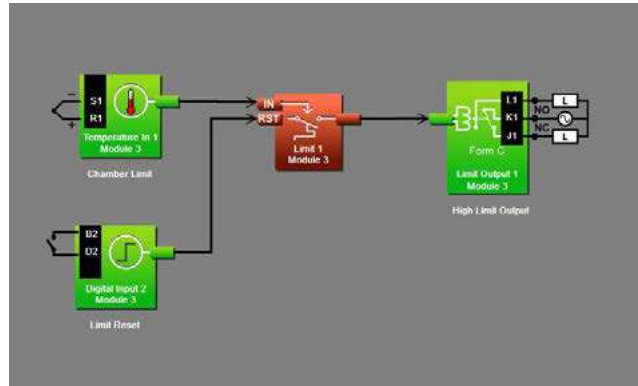 S1
R1
Temperature In 1
Module 3
Chamber Limit
B2
D2
Digital Input 2
Module 3
Limit Reset
IN
RST
Limit 1
Module 3
L1
K1
J1
NO
NC
L
L
Form C
Limit Output 1
Module 3
High Limit Output